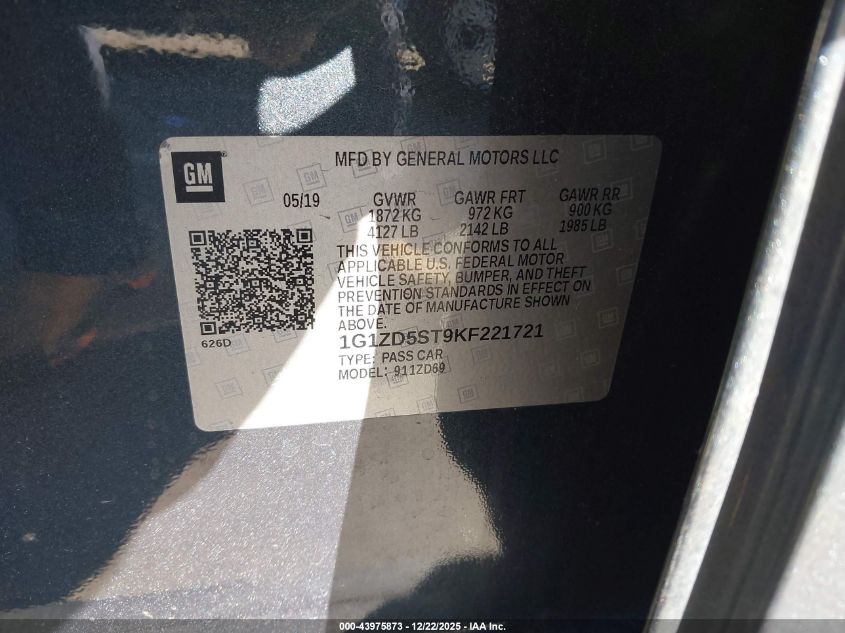 GM
MFD BY GENERAL MOTORS LLC
05/19 GVWR GAWR FRT GAWR RR
1872 KG 972 KG 900 KG
4127 LB 2142 LB 1985 LB
THIS VEHICLE CONFORMS TO ALL
APPLICABLE U.S. FEDERAL MOTOR
VEHICLE SAFETY, BUMPER, AND THEFT
PREVENTION STANDARDS IN EFFECT ON
THE DATE OF MANUFACTURE SHOWN
ABOVE.
626D
1G1ZD5ST9KF221721
TYPE: PASS CAR
MODEL: 911ZD69
000-43975873 - 12/22/2025 - IAA Inc.